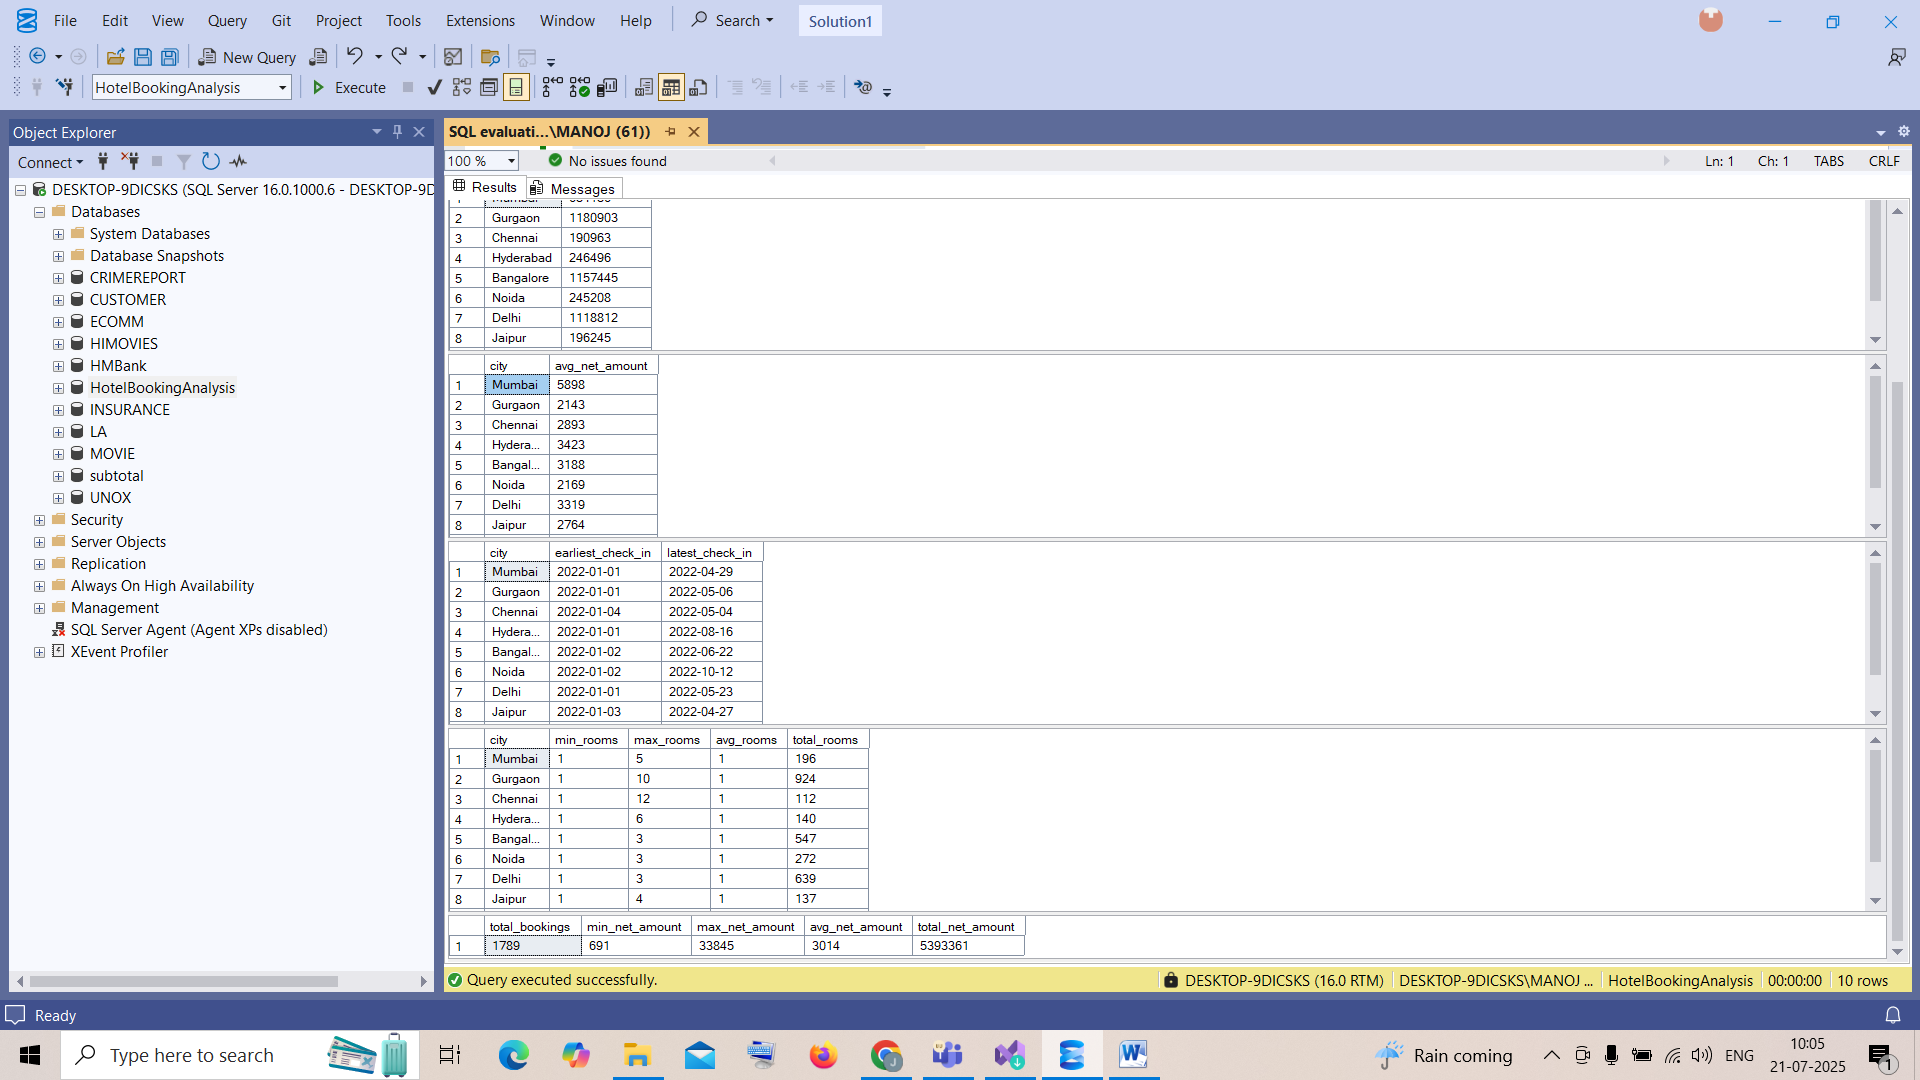 File Edit View Query Git Project Tools Extensions Window Help Search Solution1
New Query
HotelBookingAnalysis Execute
Object Explorer
Connect
DESKTOP-9DICSKS (SQL Server 16.0.1000.6 - DESKTOP-9D
Databases
System Databases
Database Snapshots
CRIMEREPORT
CUSTOMER
ECOMM
HIMOVIES
HMBank
HotelBookingAnalysis
INSURANCE
LA
MOVIE
subtotal
UNOX
Security
Server Objects
Replication
Always On High Availability
Management
SQL Server Agent (Agent XPs disabled)
XEvent Profiler
SQL evaluati...\MANOJ (61))
100 % No issues found Ln: 1 Ch: 1 TABS CRLF
Results Messages
2 Gurgaon 1180903
3 Chennai 190963
4 Hyderabad 246496
5 Bangalore 1157445
6 Noida 245208
7 Delhi 1118812
8 Jaipur 196245
city avg_net_amount
1 Mumbai 5898
2 Gurgaon 2143
3 Chennai 2893
4 Hydera... 3423
5 Bangal... 3188
6 Noida 2169
7 Delhi 3319
8 Jaipur 2764
city earliest_check_in latest_check_in
1 Mumbai 2022-01-01 2022-04-29
2 Gurgaon 2022-01-01 2022-05-06
3 Chennai 2022-01-04 2022-05-04
4 Hydera... 2022-01-01 2022-08-16
5 Bangal... 2022-01-02 2022-06-22
6 Noida 2022-01-02 2022-10-12
7 Delhi 2022-01-01 2022-05-23
8 Jaipur 2022-01-03 2022-04-27
city min_rooms max_rooms avg_rooms total_rooms
1 Mumbai 1 5 1 196
2 Gurgaon 1 10 1 924
3 Chennai 1 12 1 112
4 Hydera... 1 6 1 140
5 Bangal... 1 3 1 547
6 Noida 1 3 1 272
7 Delhi 1 3 1 639
8 Jaipur 1 4 1 137
total_bookings min_net_amount max_net_amount avg_net_amount total_net_amount
1 1789 691 33845 3014 5393361
Query executed successfully. DESKTOP-9DICSKS (16.0 RTM) DESKTOP-9DICSKS\MANOJ ... HotelBookingAnalysis 00:00:00 10 rows
Ready
Type here to search Rain coming ENG 10:05
21-07-2025 1